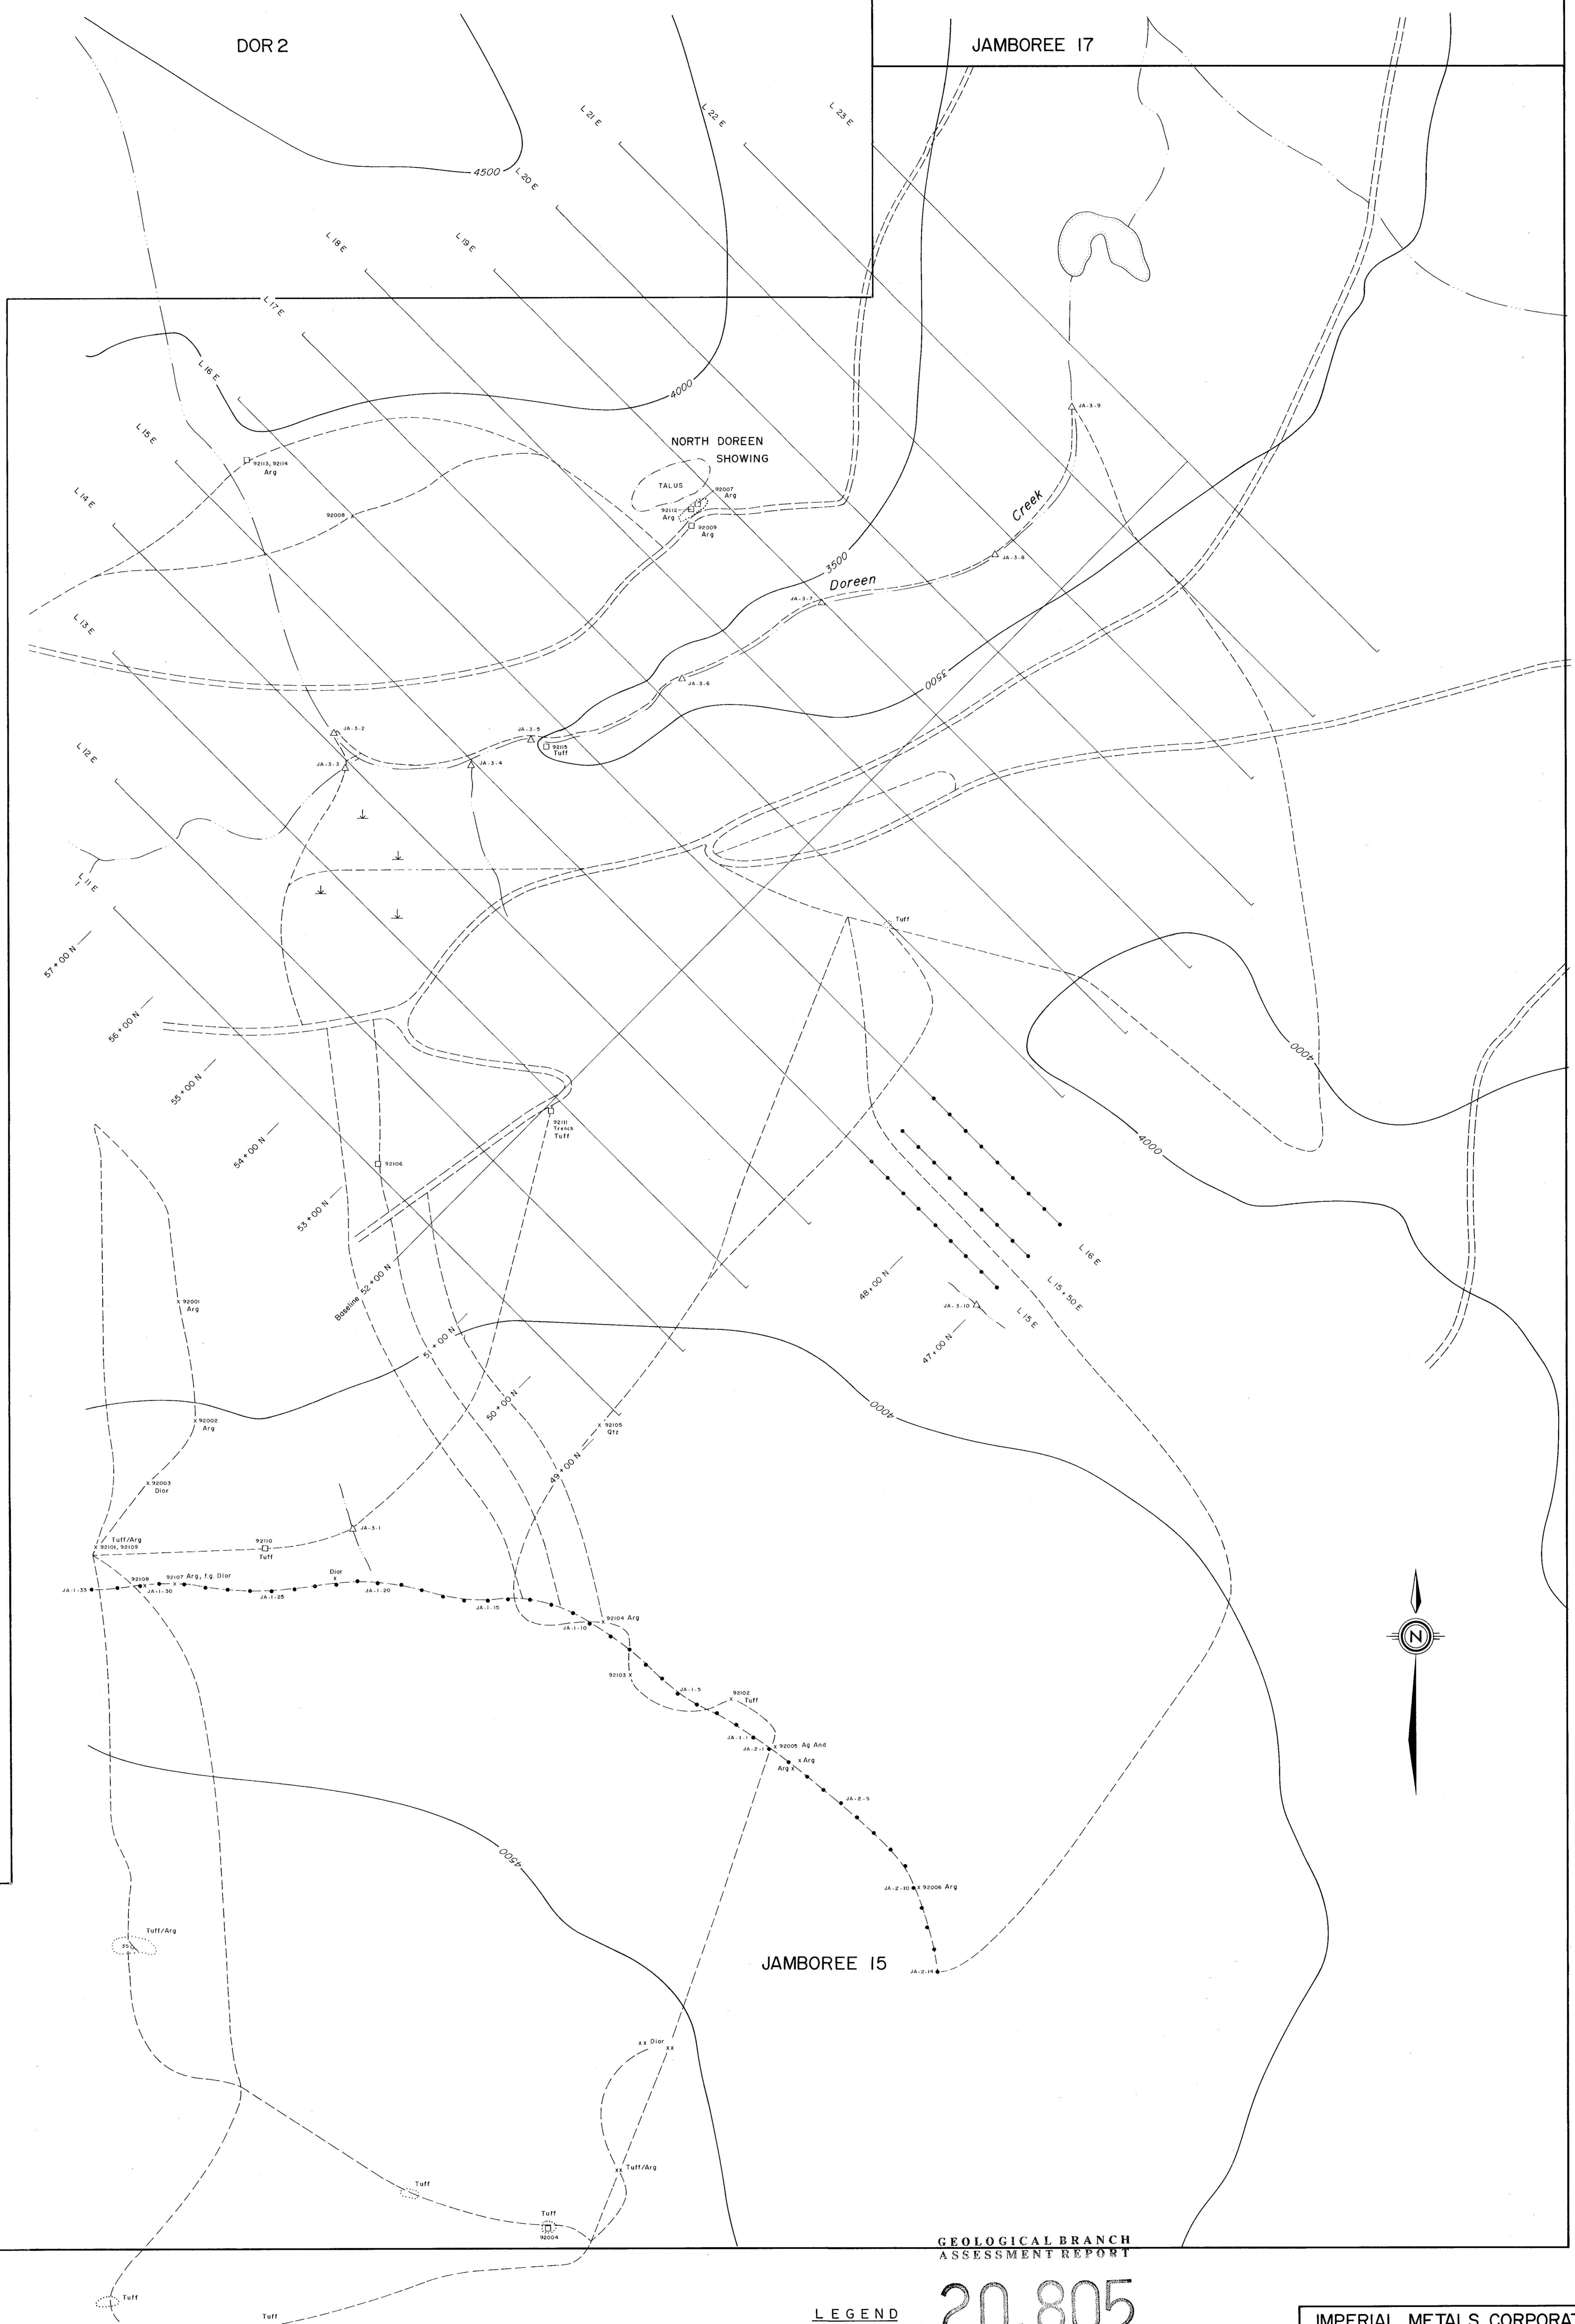 DOR 2
JAMBOREE 17
L 21 E
L 22 E
L 23 E
4500
L 20 E
L 18 E
L 19 E
L 17 E
L 16 E
4000
JA-3-9
L 15 E
NORTH DOREEN
SHOWING
92113, 92114
Arg
TALUS
92007
Arg
L 14 E
92008
92112
Arg
92009
Arg
Creek
3500
JA-3-8
Doreen
JA-3-7
L 13 E
3500
JA-3-6
JA-3-2
JA-3-5
92115
Tuff
L 12 E
JA-3-3
JA-3-4
L 11 E
Tuff
57+00 N
56+00 N
4000
55+00 N
92111
Trench
Tuff
54+00 N
4000
92106
53+00 N
L 16 E
Baseline 52+00 N
48+00 N
L 15+50 E
92001
Arg
JA-3-10
L 15 E
51+00 N
47+00 N
50+00 N
4000
92002
Arg
92105
Qtz
49+00 N
92003
Dior
JA-3-1
Tuff/Arg
92101, 92109
92110
Tuff
Dior
92108
92107 Arg, f.g. Dior
JA-1-33
JA-1-30
JA-1-25
JA-1-20
JA-1-15
N
92104 Arg
JA-1-10
92103
JA-1-5
92102
Tuff
JA-1-1
JA-2-1
92005 Ag And
Arg
Arg
JA-2-5
4500
JA-2-10
92006 Arg
Tuff/Arg
35
JAMBOREE 15
JA-2-14
Dior
Tuff/Arg
Tuff
Tuff
92004
GEOLOGICAL BRANCH
ASSESSMENT REPORT
Tuff
20,805
Tuff
LEGEND
IMPERIAL METALS CORPORAT